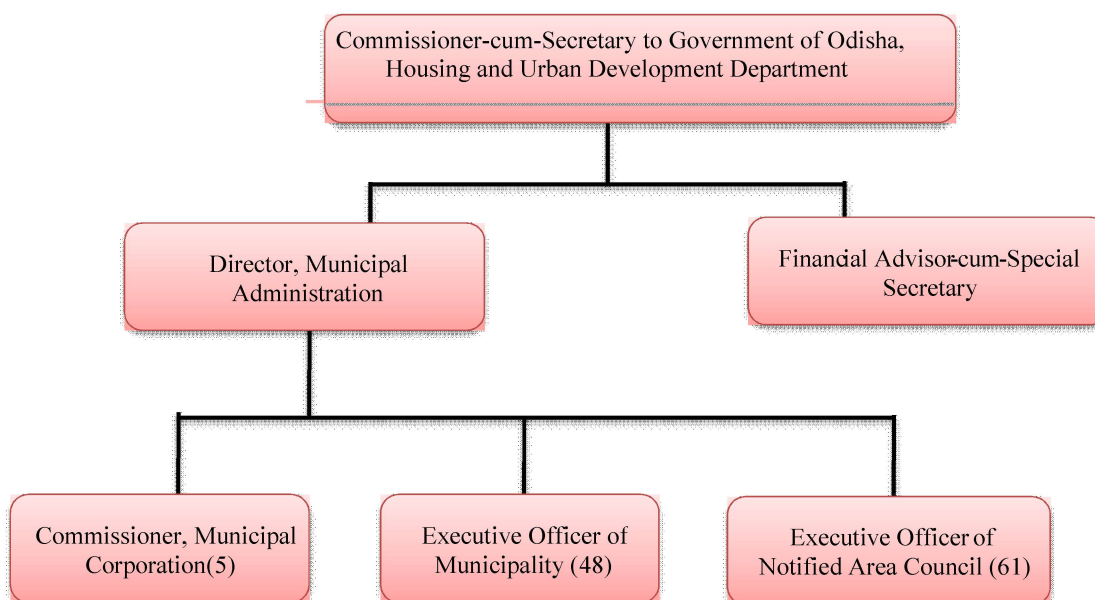 Commissioner-cum-Secretary to Government of Odisha,
Housing and Urban Development Department
Director, Municipal
Administration
Financial Advisor-cum-Special
Secretary
Commissioner, Municipal
Corporation(5)
Executive Officer of
Municipality (48)
Executive Officer of
Notified Area Council (61)